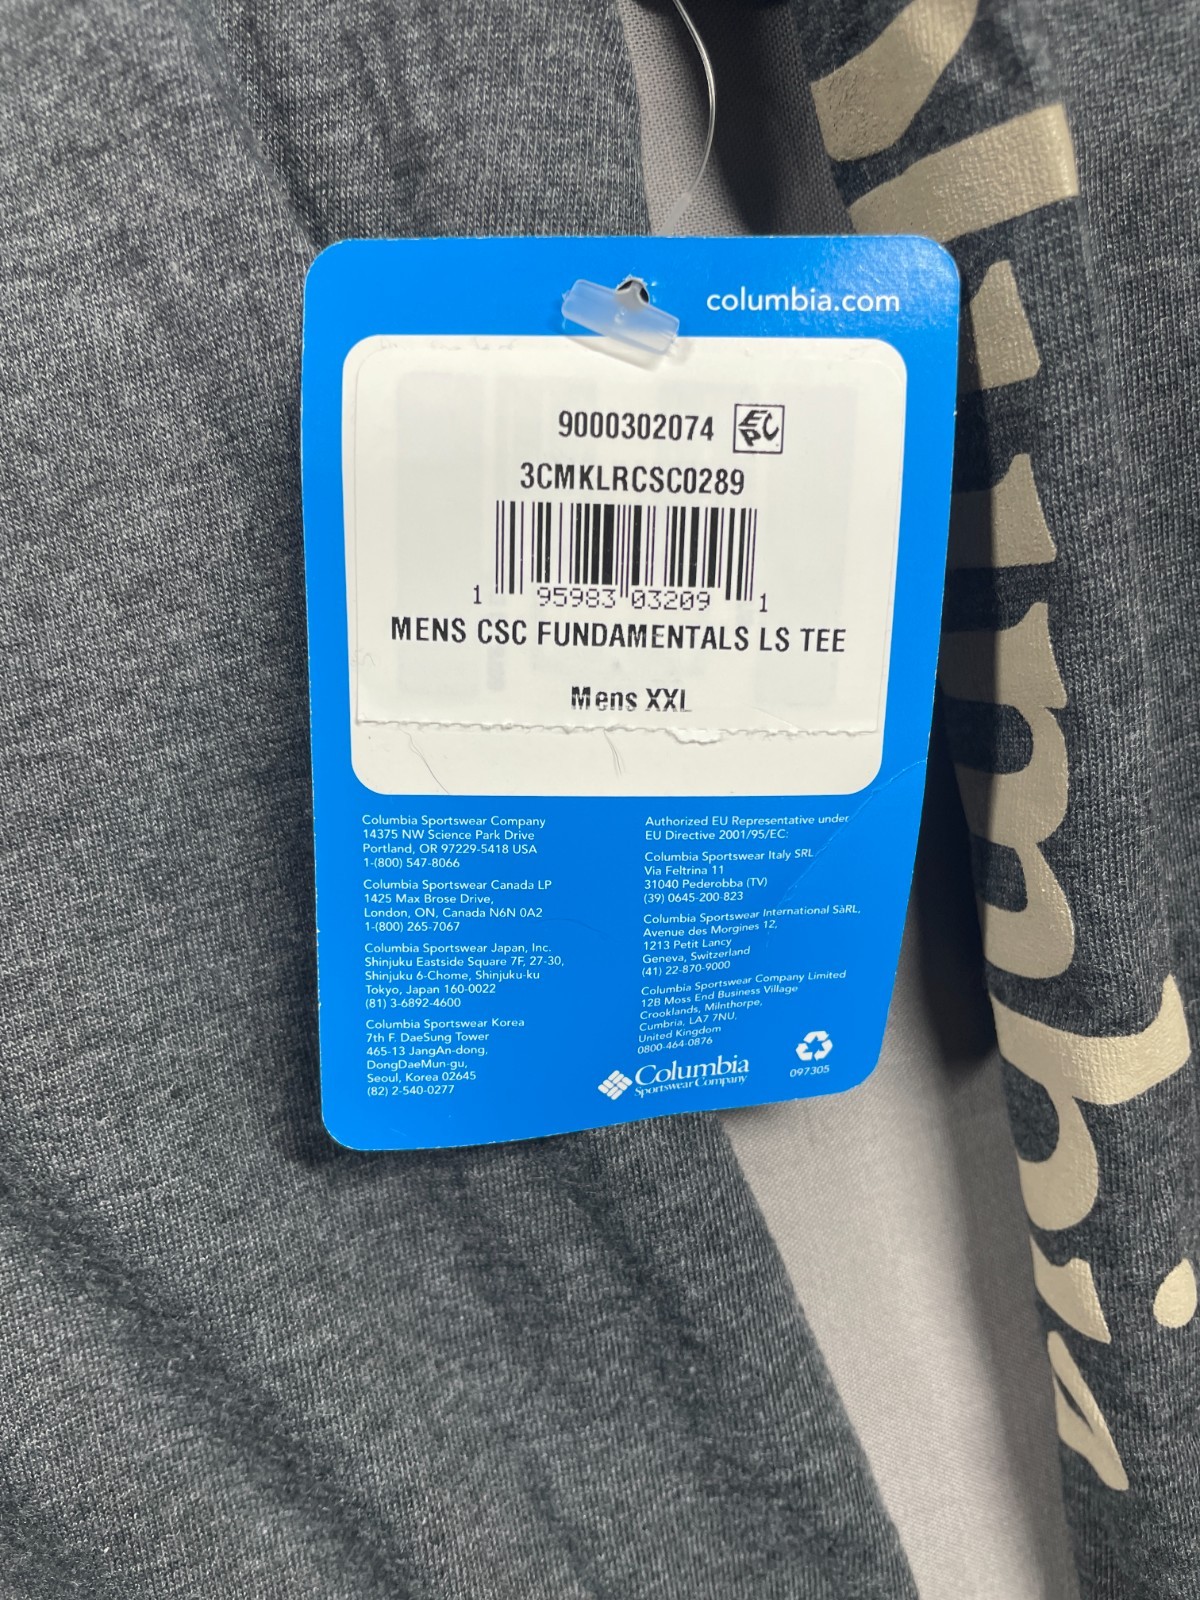 columbia.com
9000302074 EPC
3CMKLRCSC0289
1 95983 03209 1
MENS CSC FUNDAMENTALS LS TEE
Mens XXL
Columbia Sportswear Company
14375 NW Science Park Drive
Portland, OR 97229-5418 USA
1-(800) 547-8066
Columbia Sportswear Canada LP
1425 Max Brose Drive,
London, ON, Canada N6N 0A2
1-(800) 265-7067
Columbia Sportswear Japan, Inc.
Shinjuku Eastside Square 7F, 27-30,
Shinjuku 6-Chome, Shinjuku-ku
Tokyo, Japan 160-0022
(81) 3-6892-4600
Columbia Sportswear Korea
7th F. DaeSung Tower
465-13 JangAn-dong,
DongDaeMun-gu,
Seoul, Korea 02645
(82) 2-540-0277
Authorized EU Representative under
EU Directive 2001/95/EC:
Columbia Sportswear Italy SRL
Via Feltrina 11
31040 Pederobba (TV)
(39) 0645-200-823
Columbia Sportswear International SàRL,
Avenue des Morgines 12,
1213 Petit Lancy
Geneva, Switzerland
(41) 22-870-9000
Columbia Sportswear Company Limited
12B Moss End Business Village
Crooklands, Milnthorpe,
Cumbria, LA7 7NU,
United Kingdom
0800-464-0876
Columbia
Sportswear Company
097305